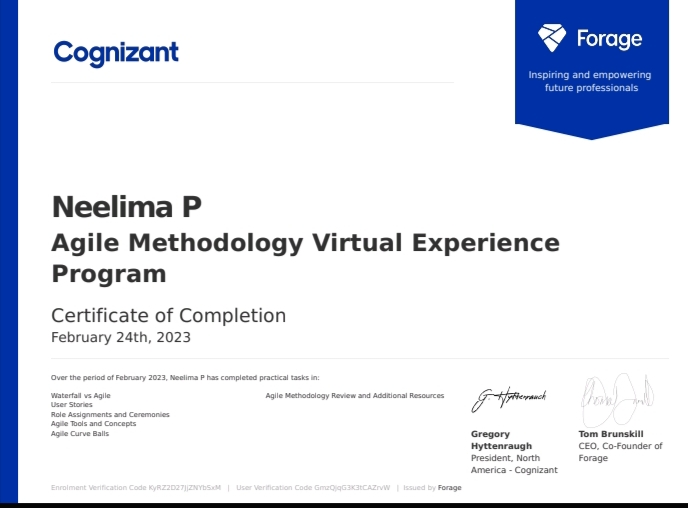 Cognizant
Forage
Inspiring and empowering
future professionals
Neelima P
Agile Methodology Virtual Experience
Program
Certificate of Completion
February 24th, 2023
Over the period of February 2023, Neelima P has completed practical tasks in:
Waterfall vs Agile
User Stories
Role Assignments and Ceremonies
Agile Tools and Concepts
Agile Curve Balls
Agile Methodology Review and Additional Resources
Gregory
Hyttenraugh
President, North
America - Cognizant
Tom Brunskill
CEO, Co-Founder of
Forage
Enrolment Verification Code | User Verification Code | Issued by Forage